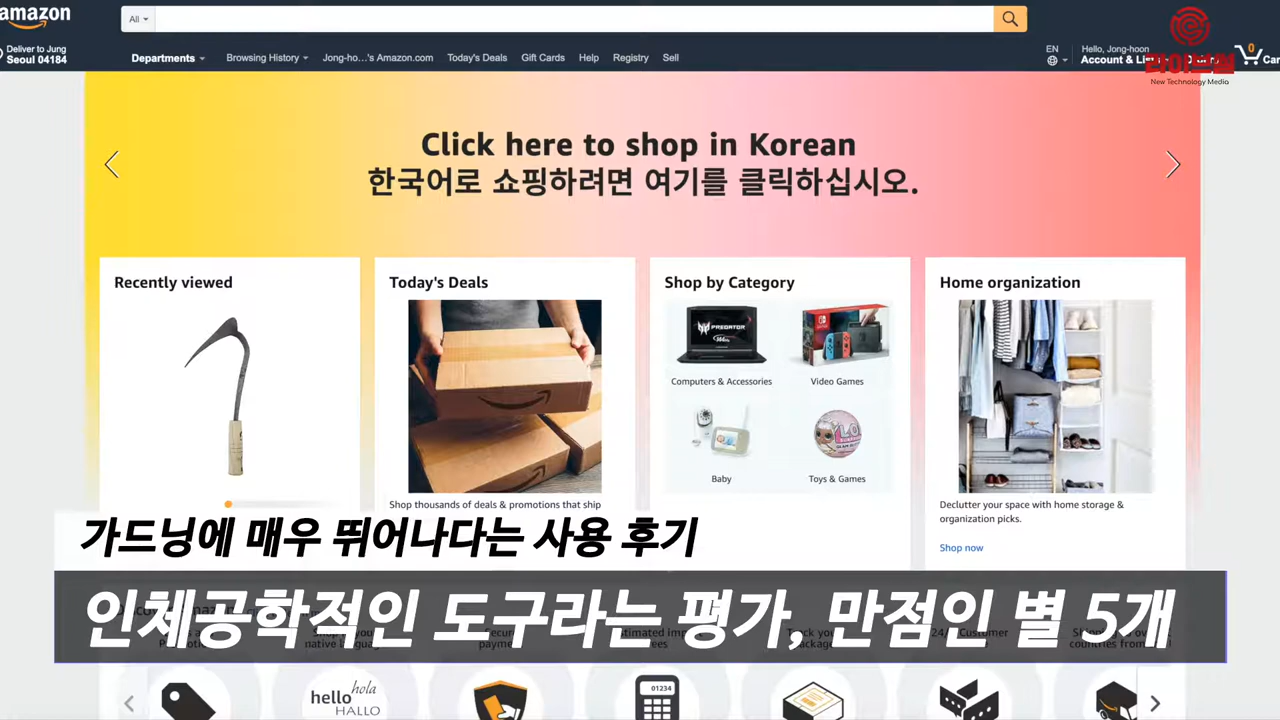 amazon
All
Deliver to Jung
Seoul 04184
Departments
Browsing History
Jong-ho...'s Amazon.com
Today's Deals
Gift Cards
Help
Registry
Sell
EN
Hello, Jong-hoon
Account &
0
라이브썰
New Technology Media
Click here to shop in Korean
한국어로 쇼핑하려면 여기를 클릭하십시오.
Recently viewed
Today's Deals
Shop thousands of deals & promotions that ship
Shop by Category
PREDATOR
Computers & Accessories
Video Games
Baby
Toys & Games
Home organization
Declutter your space with home storage &
organization picks.
Shop now
가드닝에 매우 뛰어나다는 사용 후기
인체공학적인 도구라는 평가, 만점인 별 5개
hello hola
HALLO
01234